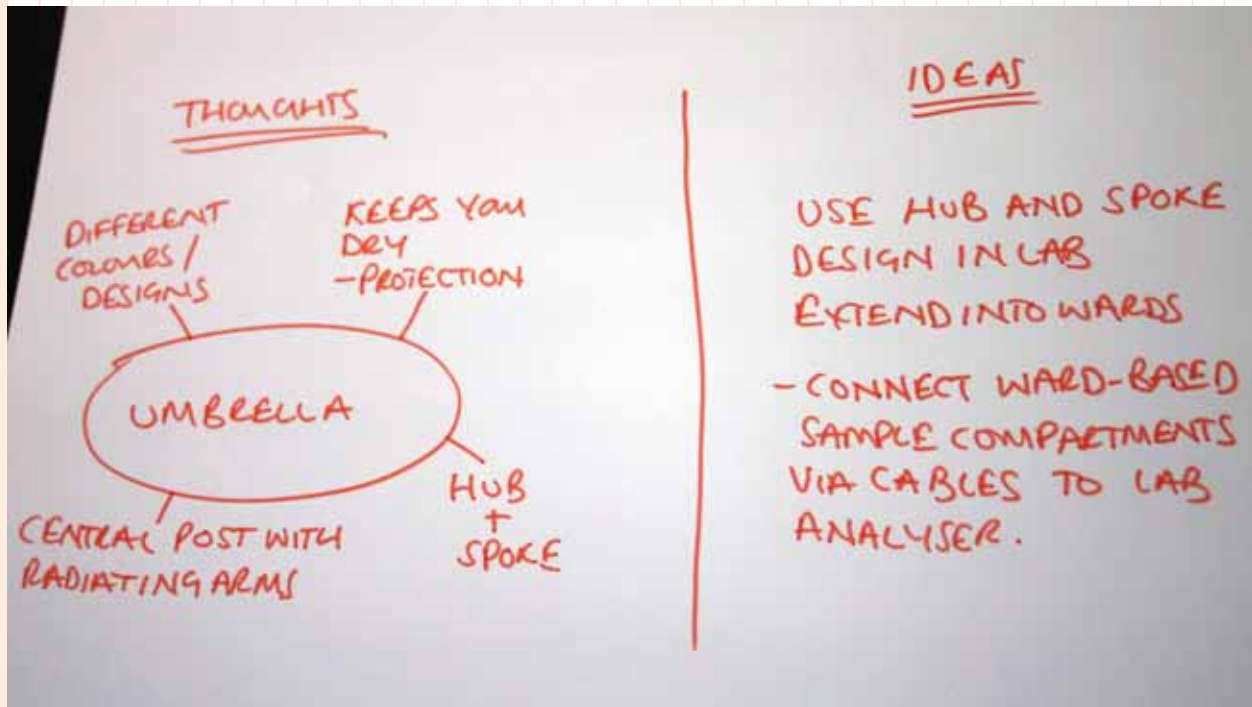 THOUGHTS
DIFFERENT
COLOURS /
DESIGNS
KEEPS YOU
DRY
-PROTECTION
UMBRELLA
CENTRAL POST WITH
RADIATING ARMS
HUB
+
SPOKE
IDEAS
USE HUB AND SPOKE
DESIGN IN LAB
EXTEND INTO WARDS
- CONNECT WARD-BASED
SAMPLE COMPARTMENTS
VIA CABLES TO LAB
ANALYSER.